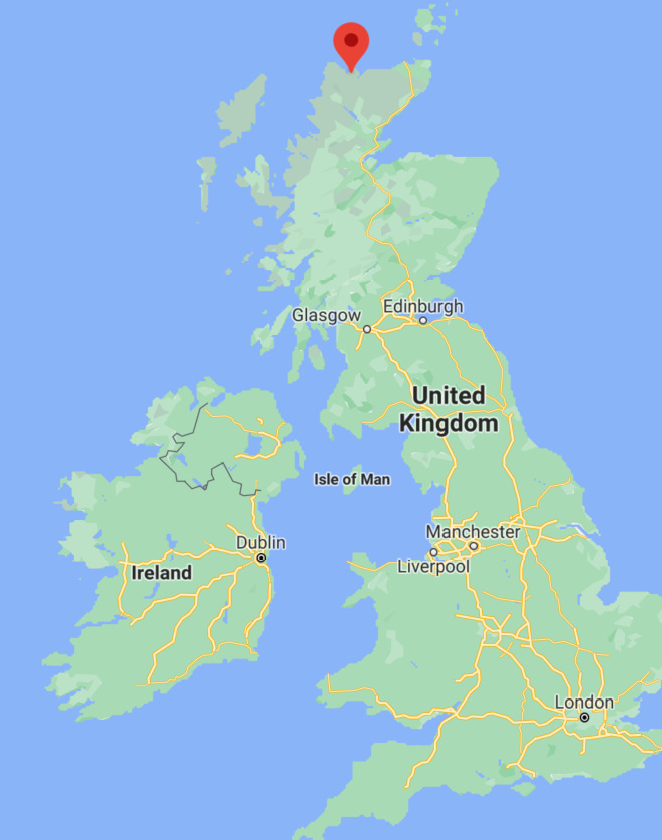 Glasgow
Edinburgh
United
Kingdom
Isle of Man
Manchester
Dublin
Liverpool
Ireland
London